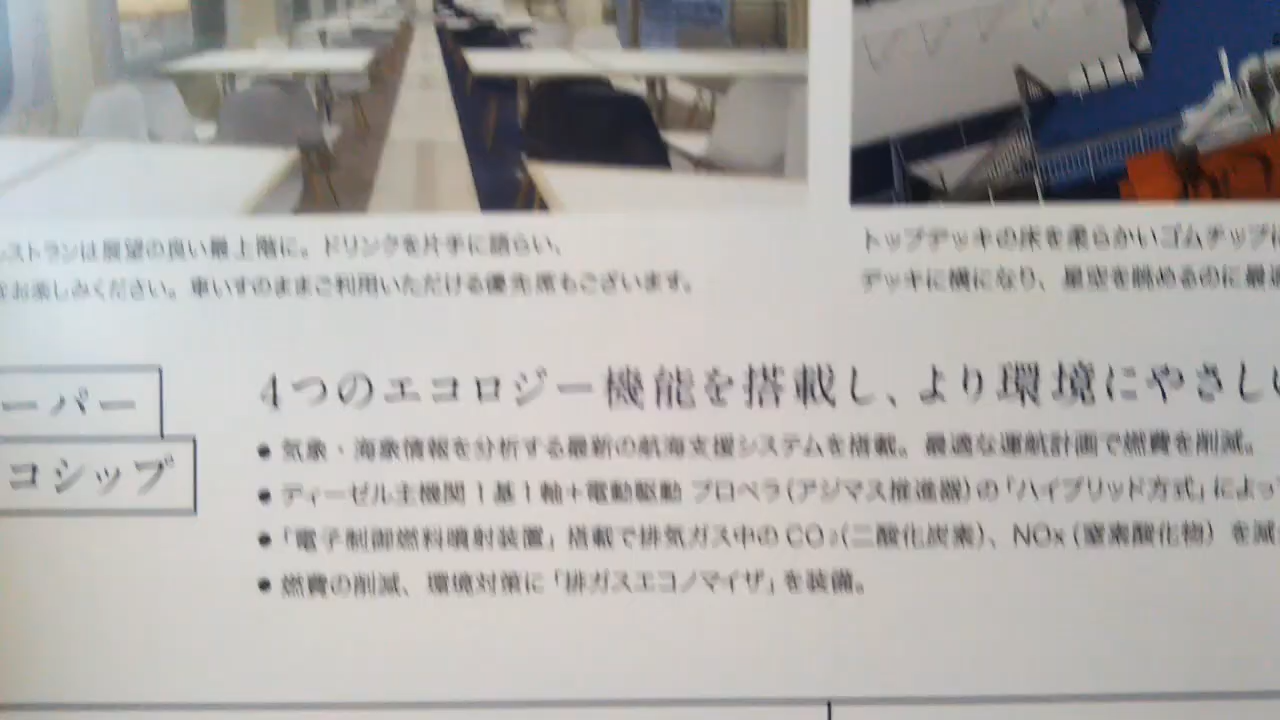 レストランは展望の良い最上階に。ドリンクを片手に語らい、
をお楽しみください。車いすのままご利用いただける優先席もございます。
トップデッキの床を柔らかいゴムチップに
デッキに横になり、星空を眺めるのに最適
ーパー
コシップ
4つのエコロジー機能を搭載し、より環境にやさしい
● 気象・海象情報を分析する最新の航海支援システムを搭載。最適な運航計画で燃費を削減。
● ディーゼル主機関1基1軸+電動駆動 プロペラ(アジマス推進器)の「ハイブリッド方式」によっ
● 「電子制御燃料噴射装置」搭載で排気ガス中のCO₂(二酸化炭素)、NOx(窒素酸化物)を減
● 燃費の削減、環境対策に「排ガスエコノマイザ」を装備。